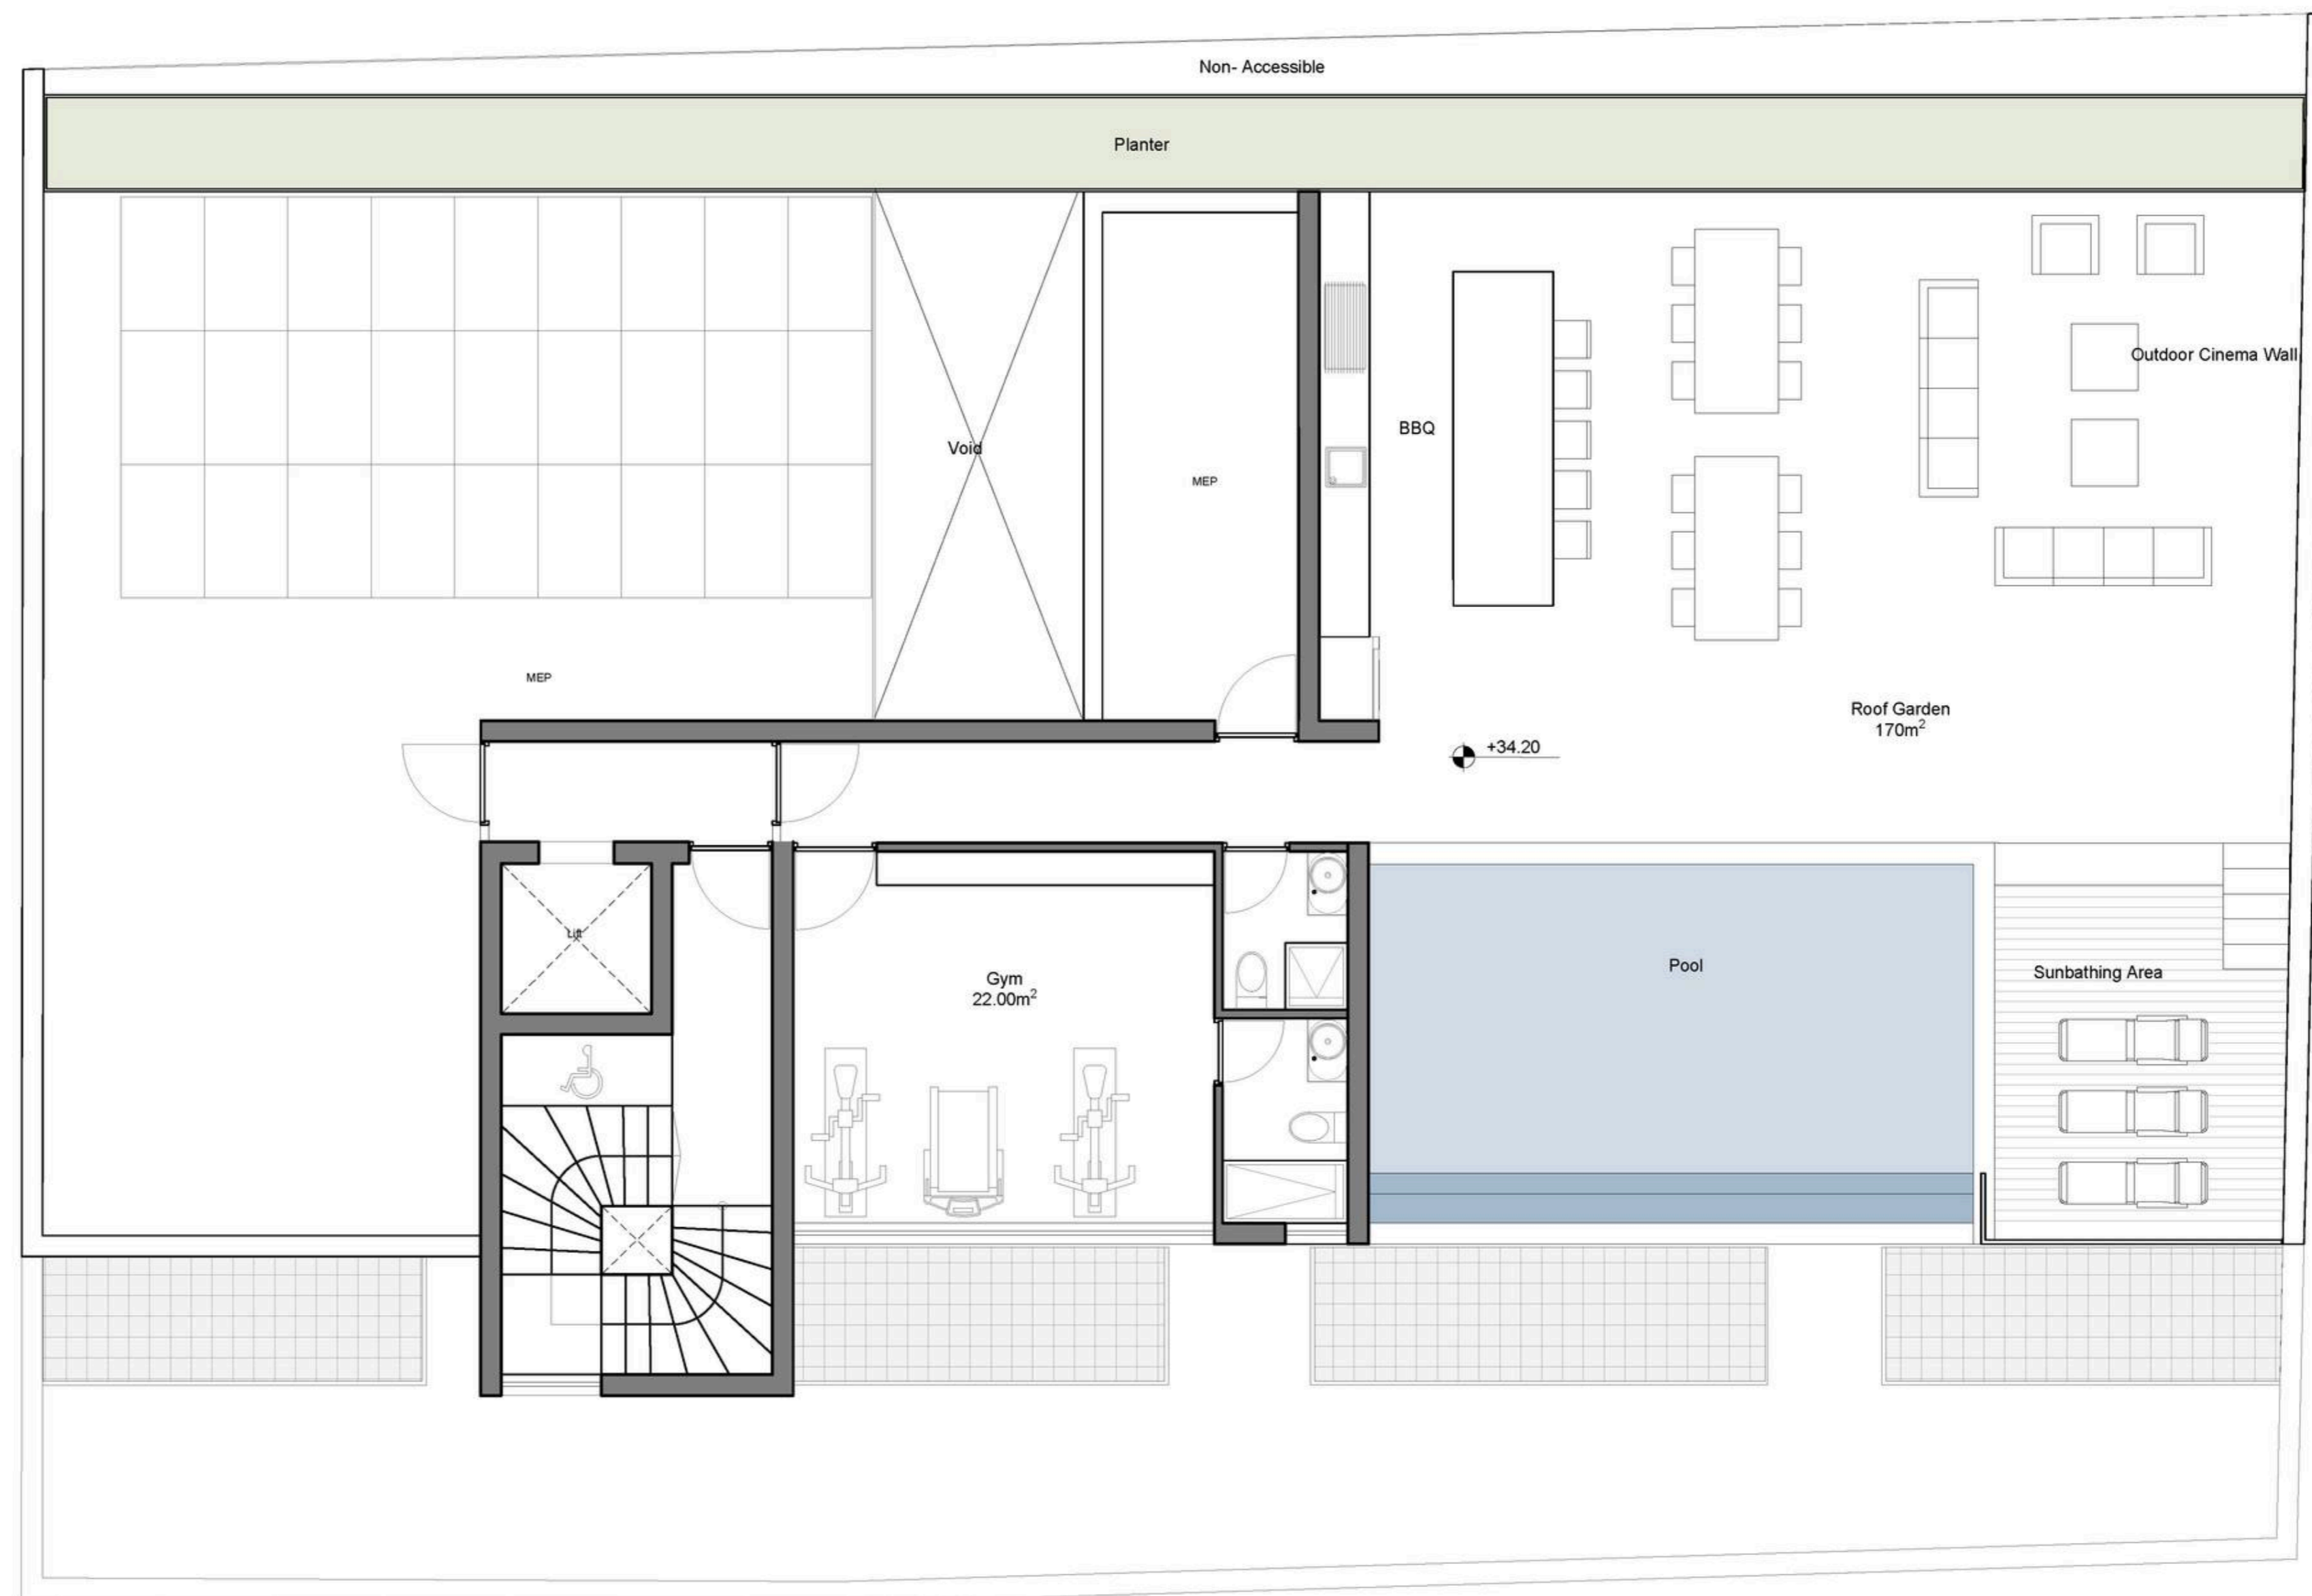 Non- Accessible
Planter
Outdoor Cinema Wall
BBQ
Void
MEP
MEP
Roof Garden
170m²
+34.20
Lift
Gym
22.00m²
Pool
Sunbathing Area